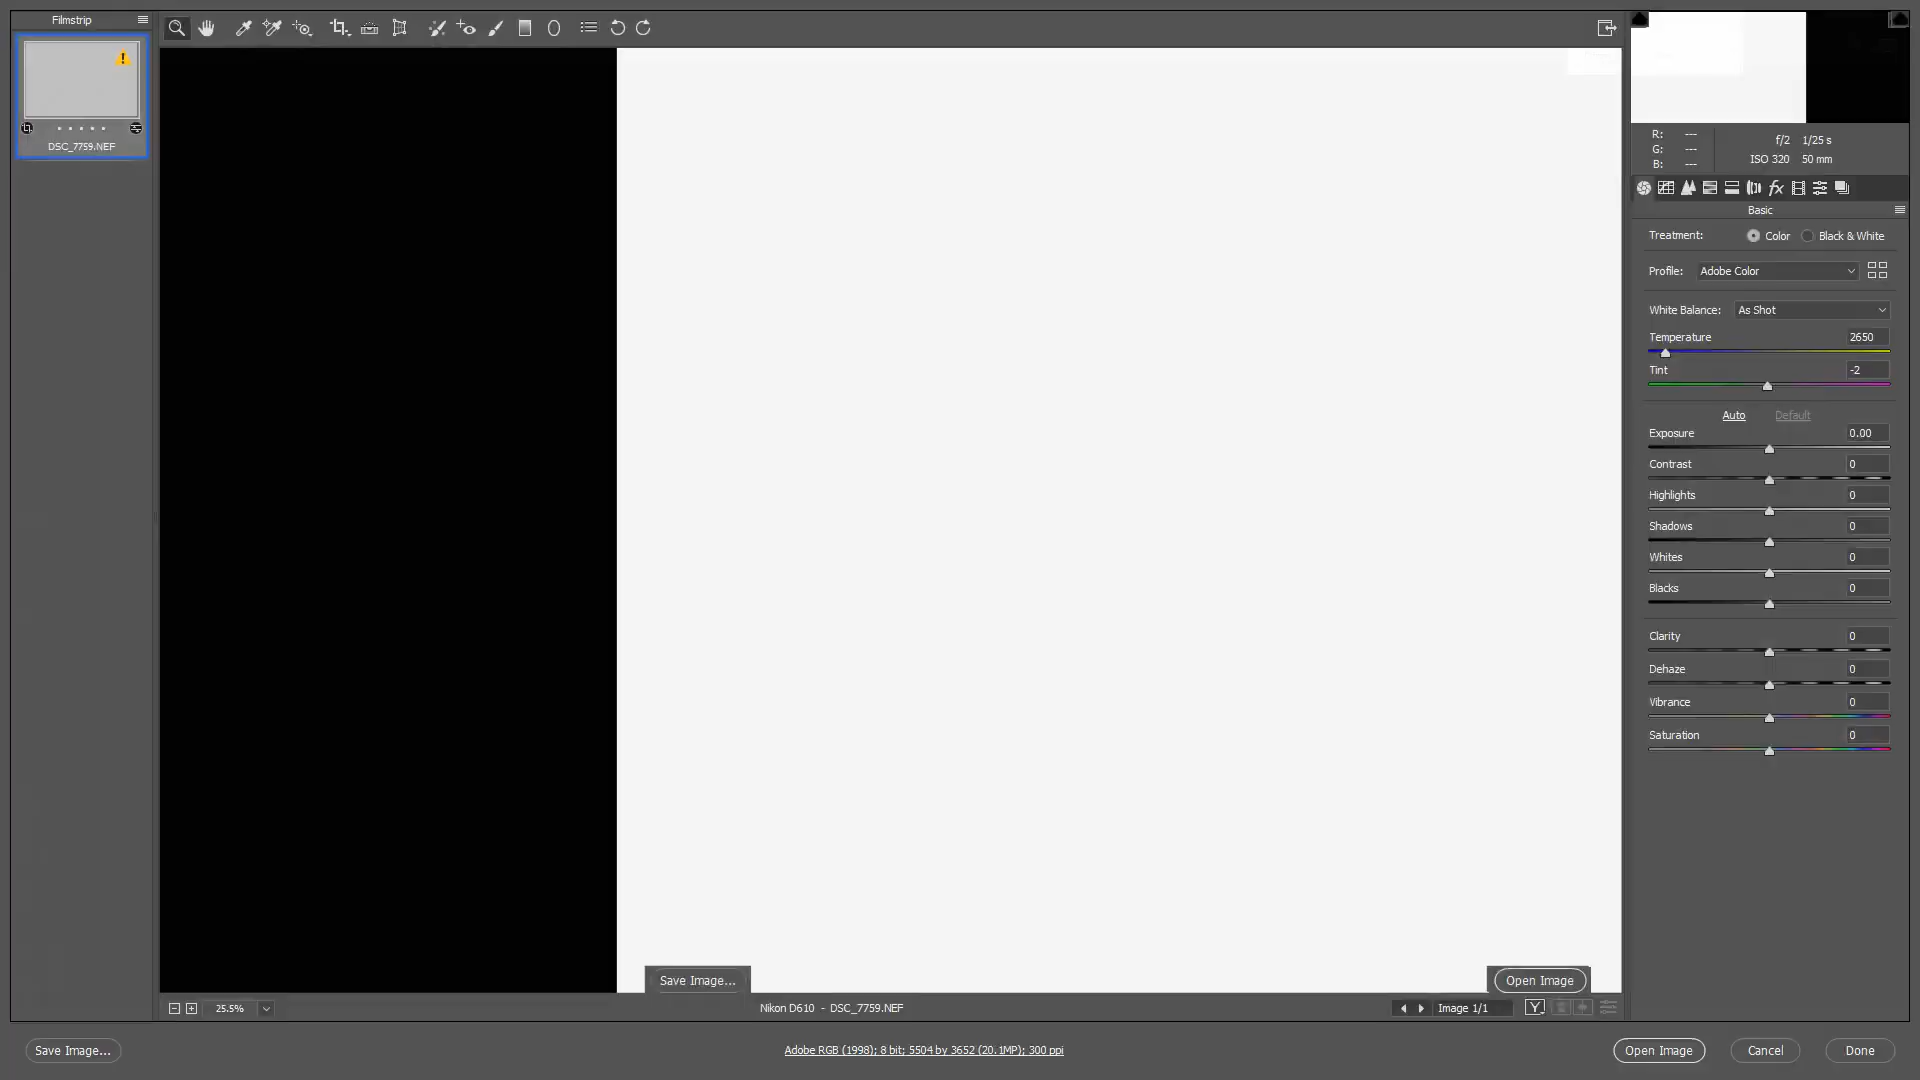 Filmstrip
DSC_7759.NEF
R: ---
G: ---
B: ---
f/2 1/25 s
ISO 320 50 mm
Basic
Treatment: Color Black & White
Profile: Adobe Color
White Balance: As Shot
Temperature 2650
Tint -2
Auto Default
Exposure 0.00
Contrast 0
Highlights 0
Shadows 0
Whites 0
Blacks 0
Clarity 0
Dehaze 0
Vibrance 0
Saturation 0
Save Image... Open Image
25.5% Nikon D610 - DSC_7759.NEF Image 1/1 Y
Save Image... Adobe RGB (1998); 8 bit; 5504 by 3652 (20.1MP); 300 ppi Open Image Cancel Done